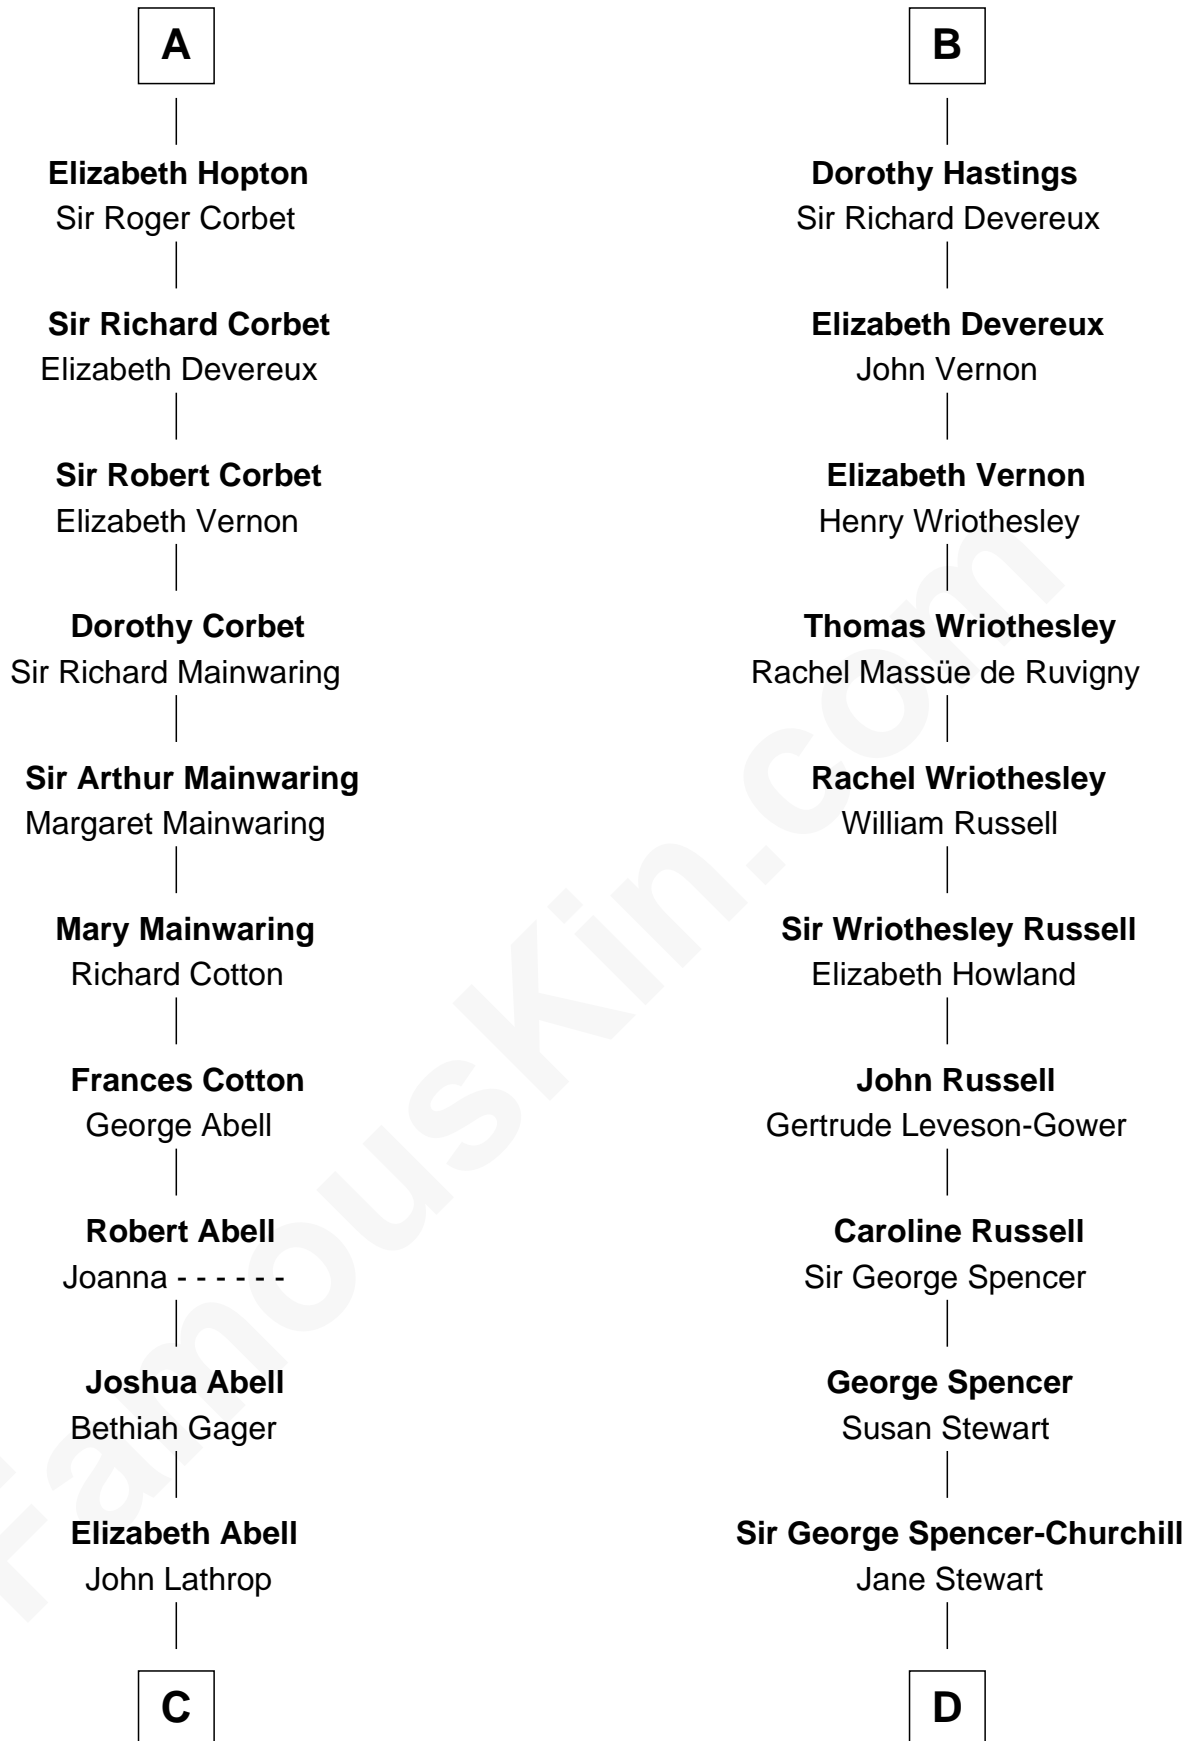 A
Elizabeth Hopton
Sir Roger Corbet
Sir Richard Corbet
Elizabeth Devereux
Sir Robert Corbet
Elizabeth Vernon
Dorothy Corbet
Sir Richard Mainwaring
Sir Arthur Mainwaring
Margaret Mainwaring
Mary Mainwaring
Richard Cotton
Frances Cotton
George Abell
Robert Abell
Joanna - - - - - -
Joshua Abell
Bethiah Gager
Elizabeth Abell
John Lathrop
C
B
Dorothy Hastings
Sir Richard Devereux
Elizabeth Devereux
John Vernon
Elizabeth Vernon
Henry Wriothesley
Thomas Wriothesley
Rachel Massüe de Ruvigny
Rachel Wriothesley
William Russell
Sir Wriothesley Russell
Elizabeth Howland
John Russell
Gertrude Leveson-Gower
Caroline Russell
Sir George Spencer
George Spencer
Susan Stewart
Sir George Spencer-Churchill
Jane Stewart
D
FamousKin.com